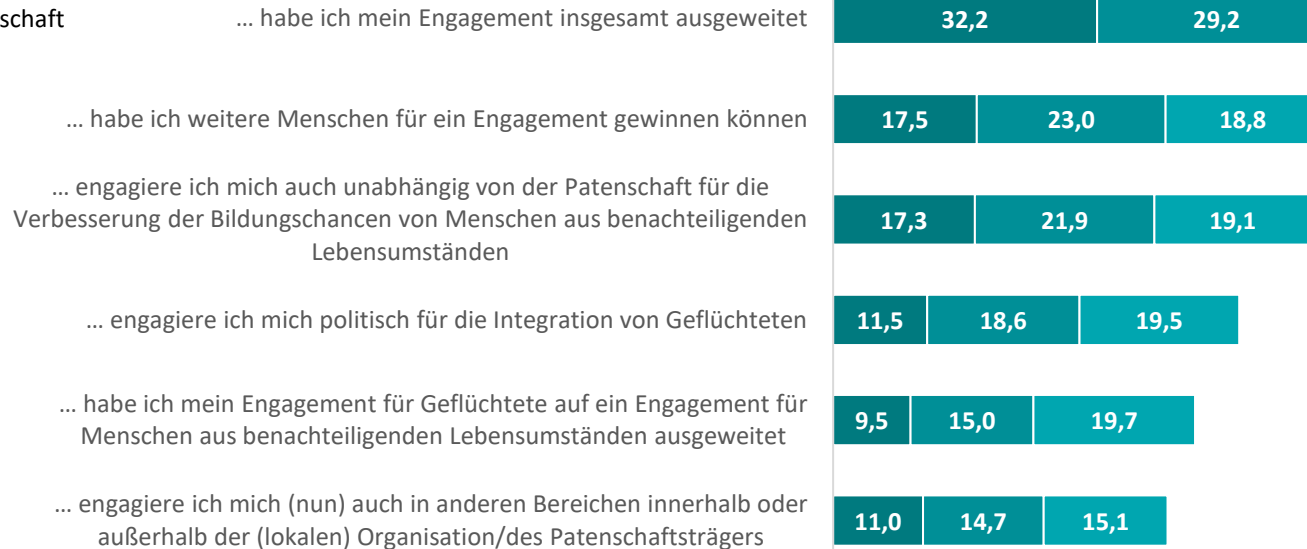 schaft … habe ich mein Engagement insgesamt ausgeweitet 32,2 29,2
… habe ich weitere Menschen für ein Engagement gewinnen können 17,5 23,0 18,8
… engagiere ich mich auch unabhängig von der Patenschaft für die
Verbesserung der Bildungschancen von Menschen aus benachteiligenden
Lebensumständen
17,3 21,9 19,1
… engagiere ich mich politisch für die Integration von Geflüchteten 11,5 18,6 19,5
… habe ich mein Engagement für Geflüchtete auf ein Engagement für
Menschen aus benachteiligenden Lebensumständen ausgeweitet
9,5 15,0 19,7
… engagiere ich mich (nun) auch in anderen Bereichen innerhalb oder
außerhalb der (lokalen) Organisation/des Patenschaftsträgers
11,0 14,7 15,1